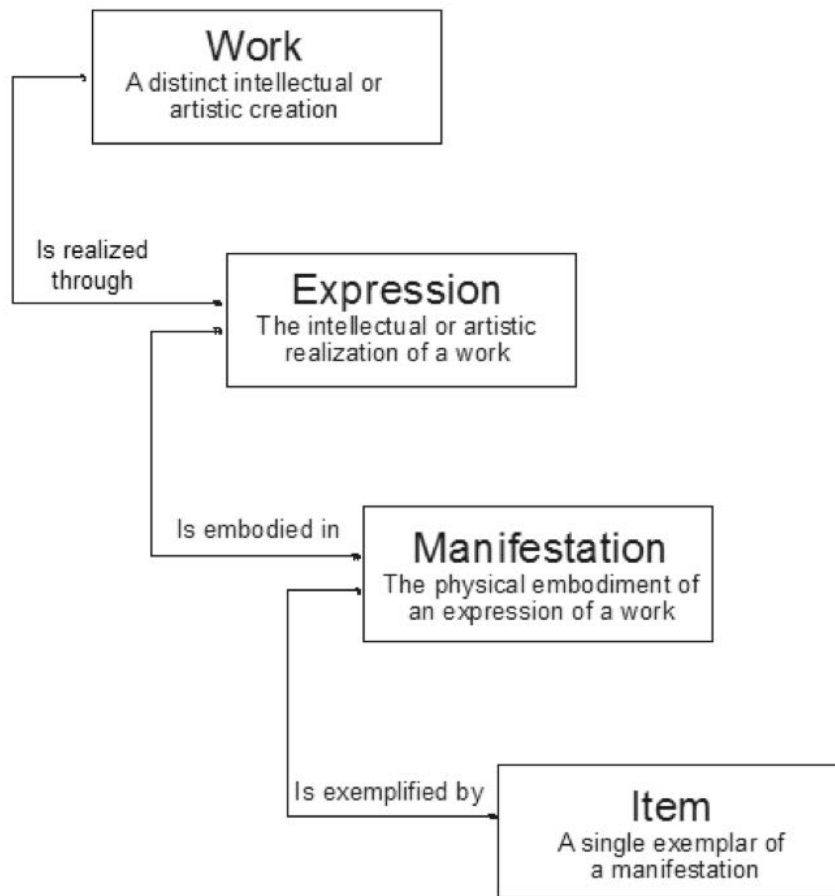 Work
A distinct intellectual or
artistic creation
Is realized
through
Expression
The intellectual or artistic
realization of a work
Is embodied in
Manifestation
The physical embodiment of
an expression of a work
Is exemplified by
Item
A single exemplar of
a manifestation